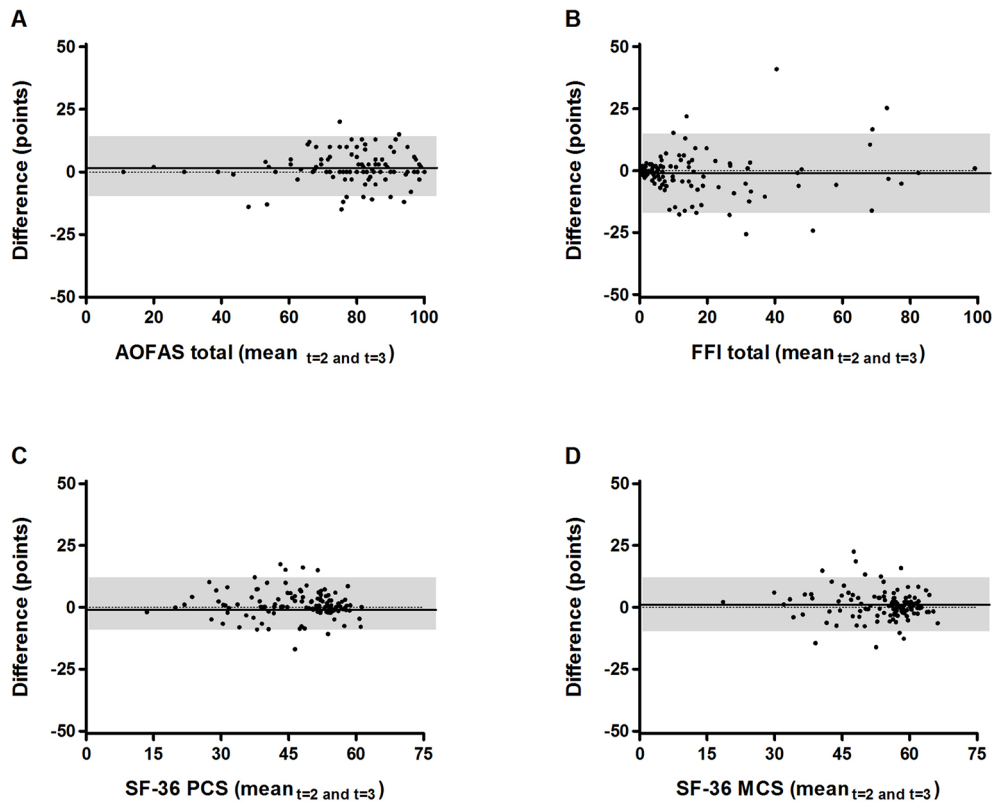 A
B
50
25
0
-25
-50
Difference (points)
0 20 40 60 80 100
AOFAS total (mean t=2 and t=3)
50
25
0
-25
-50
Difference (points)
0 20 40 60 80 100
FFI total (mean t=2 and t=3)
C
D
50
25
0
-25
-50
Difference (points)
0 15 30 45 60 75
SF-36 PCS (mean t=2 and t=3)
50
25
0
-25
-50
Difference (points)
0 15 30 45 60 75
SF-36 MCS (mean t=2 and t=3)